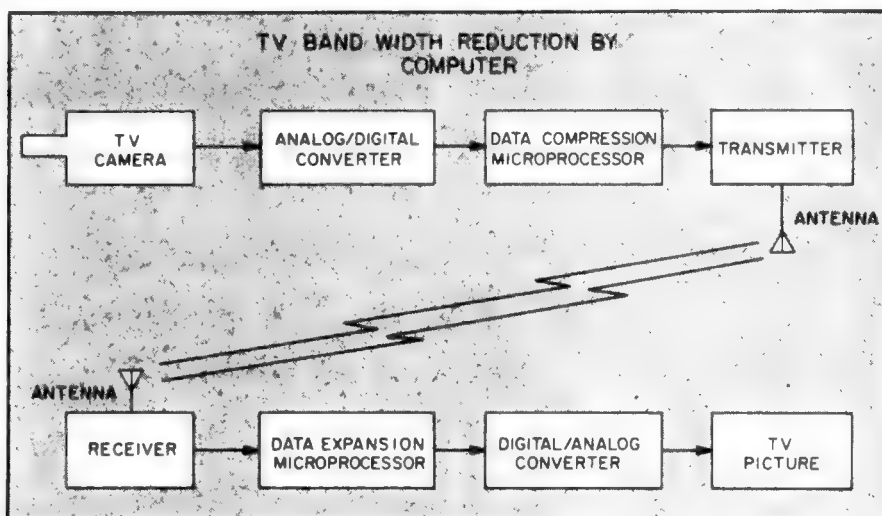 TV BAND WIDTH REDUCTION BY
COMPUTER
TV
CAMERA
ANALOG/DIGITAL
CONVERTER
DATA COMPRESSION
MICROPROCESSOR
TRANSMITTER
ANTENNA
ANTENNA
RECEIVER
DATA EXPANSION
MICROPROCESSOR
DIGITAL/ANALOG
CONVERTER
TV
PICTURE